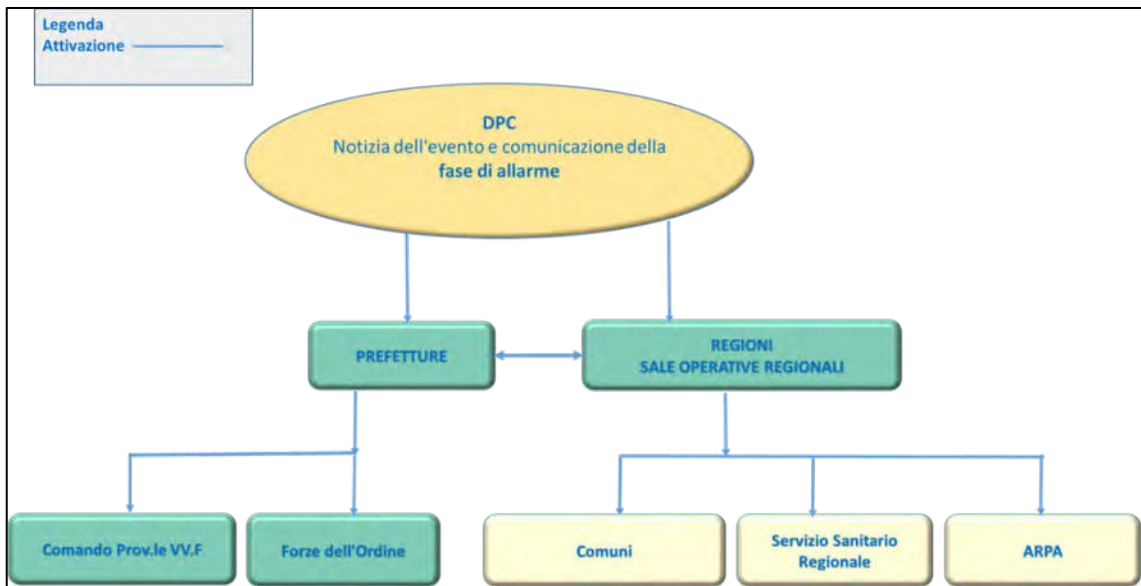 Legenda
Attivazione
DPC
Notizia dell'evento e comunicazione della
fase di allarme
PREFETTURE
REGIONI
SALE OPERATIVE REGIONALI
Comando Prov.le VV.F
Forze dell'Ordine
Comuni
Servizio Sanitario
Regionale
ARPA